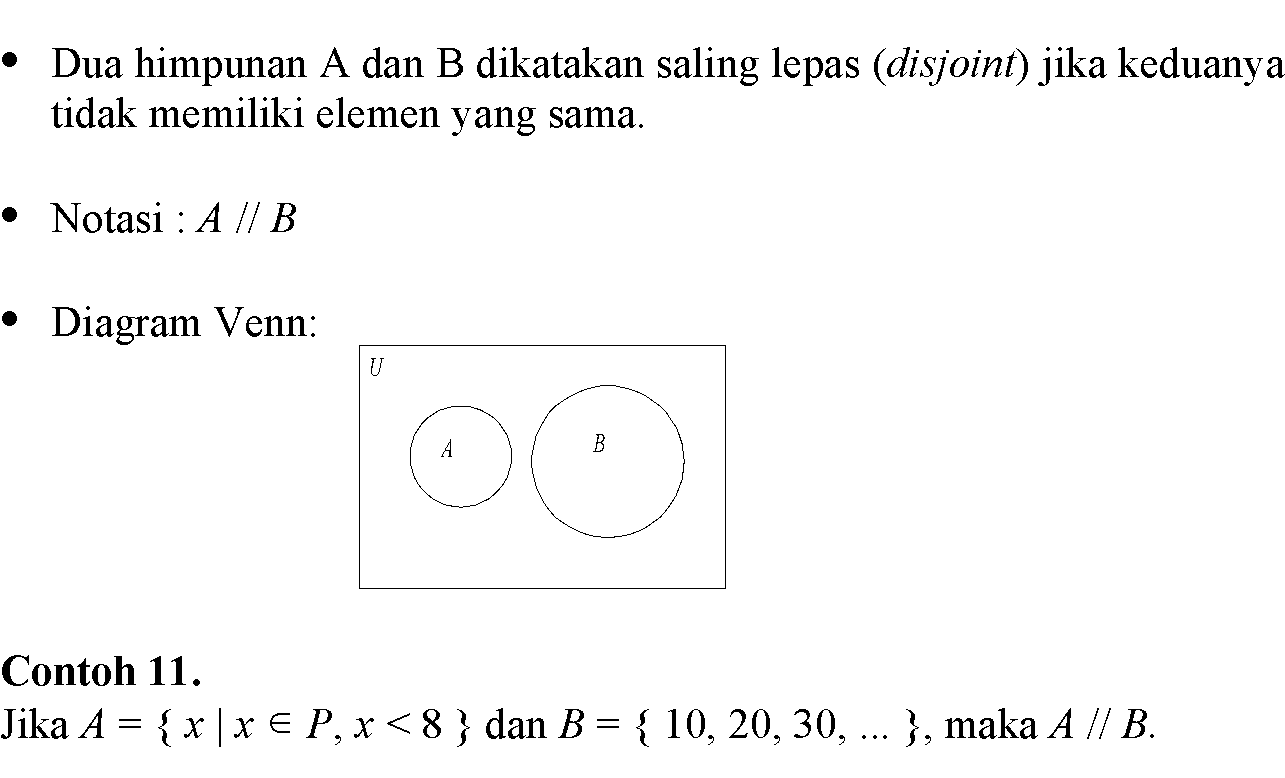 • Dua himpunan A dan B dikatakan saling lepas (disjoint) jika keduanya
tidak memiliki elemen yang sama.
• Notasi : A // B
• Diagram Venn:
U
A
B
Contoh 11.
Jika A = { x | x ∈ P, x < 8 } dan B = { 10, 20, 30, ... }, maka A // B.